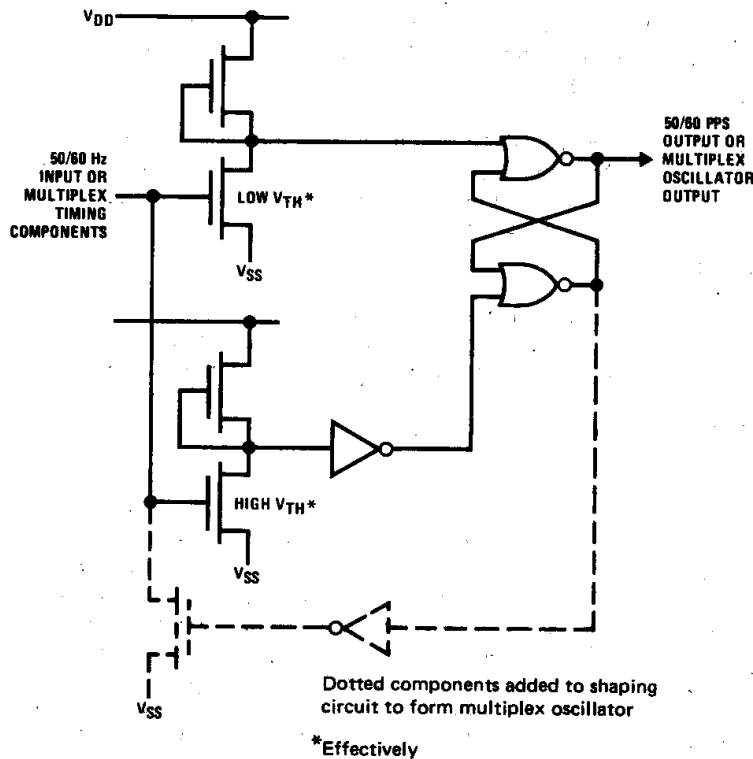 VDD
50/60 Hz
INPUT OR
MULTIPLEX
TIMING
COMPONENTS
LOW VTH*
VSS
50/60 PPS
OUTPUT OR
MULTIPLEX
OSCILLATOR
OUTPUT
HIGH VTH*
VSS
VSS
Dotted components added to shaping
circuit to form multiplex oscillator
*Effectively